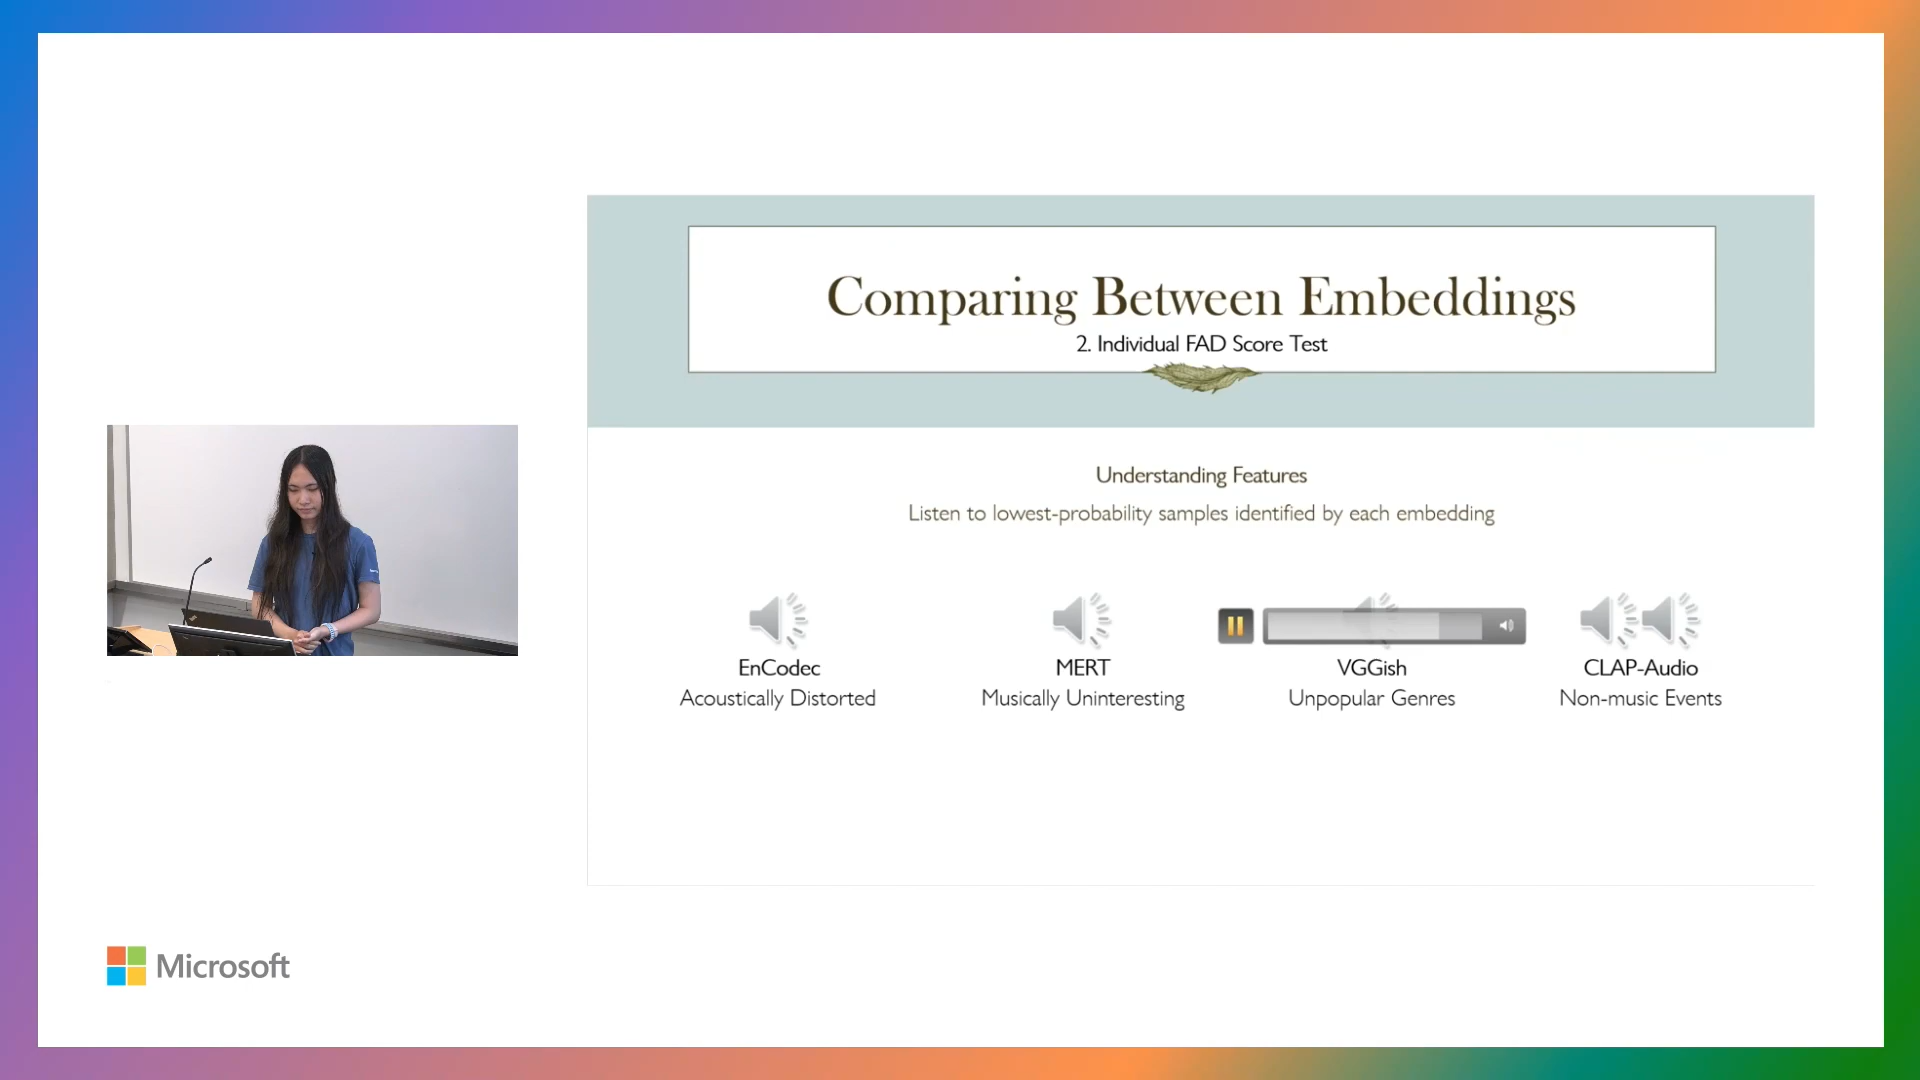 Comparing Between Embeddings
2. Individual FAD Score Test
Understanding Features
Listen to lowest-probability samples identified by each embedding
EnCodec
Acoustically Distorted
MERT
Musically Uninteresting
VGGish
Unpopular Genres
CLAP-Audio
Non-music Events
Microsoft